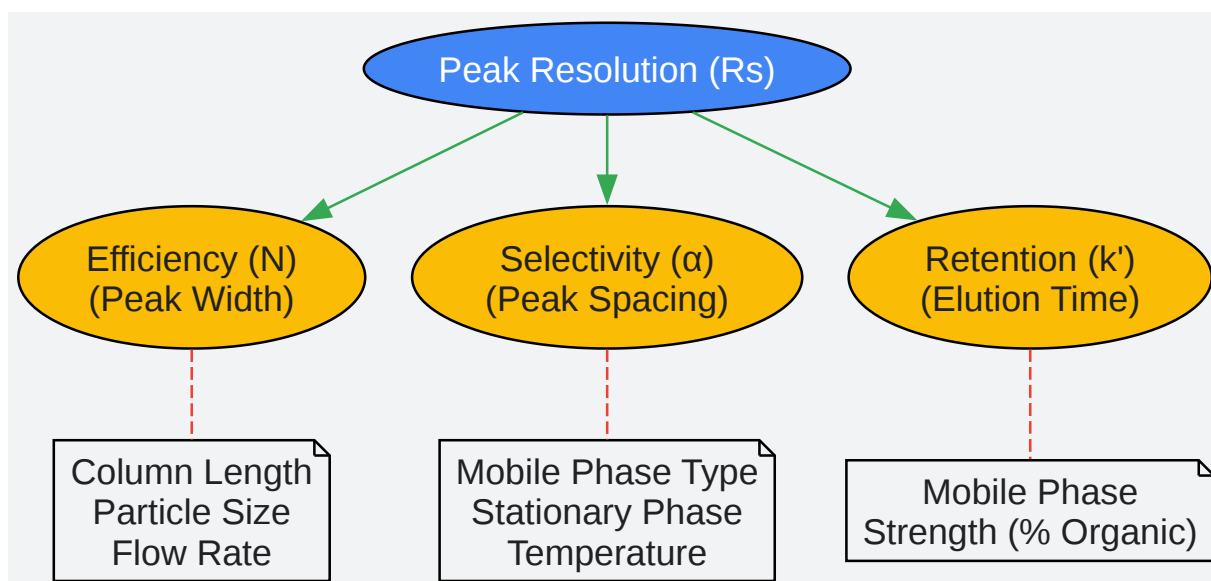 Peak Resolution (Rs)
Efficiency (N)
(Peak Width)
Selectivity (α)
(Peak Spacing)
Retention (k')
(Elution Time)
Column Length
Particle Size
Flow Rate
Mobile Phase Type
Stationary Phase
Temperature
Mobile Phase
Strength (% Organic)